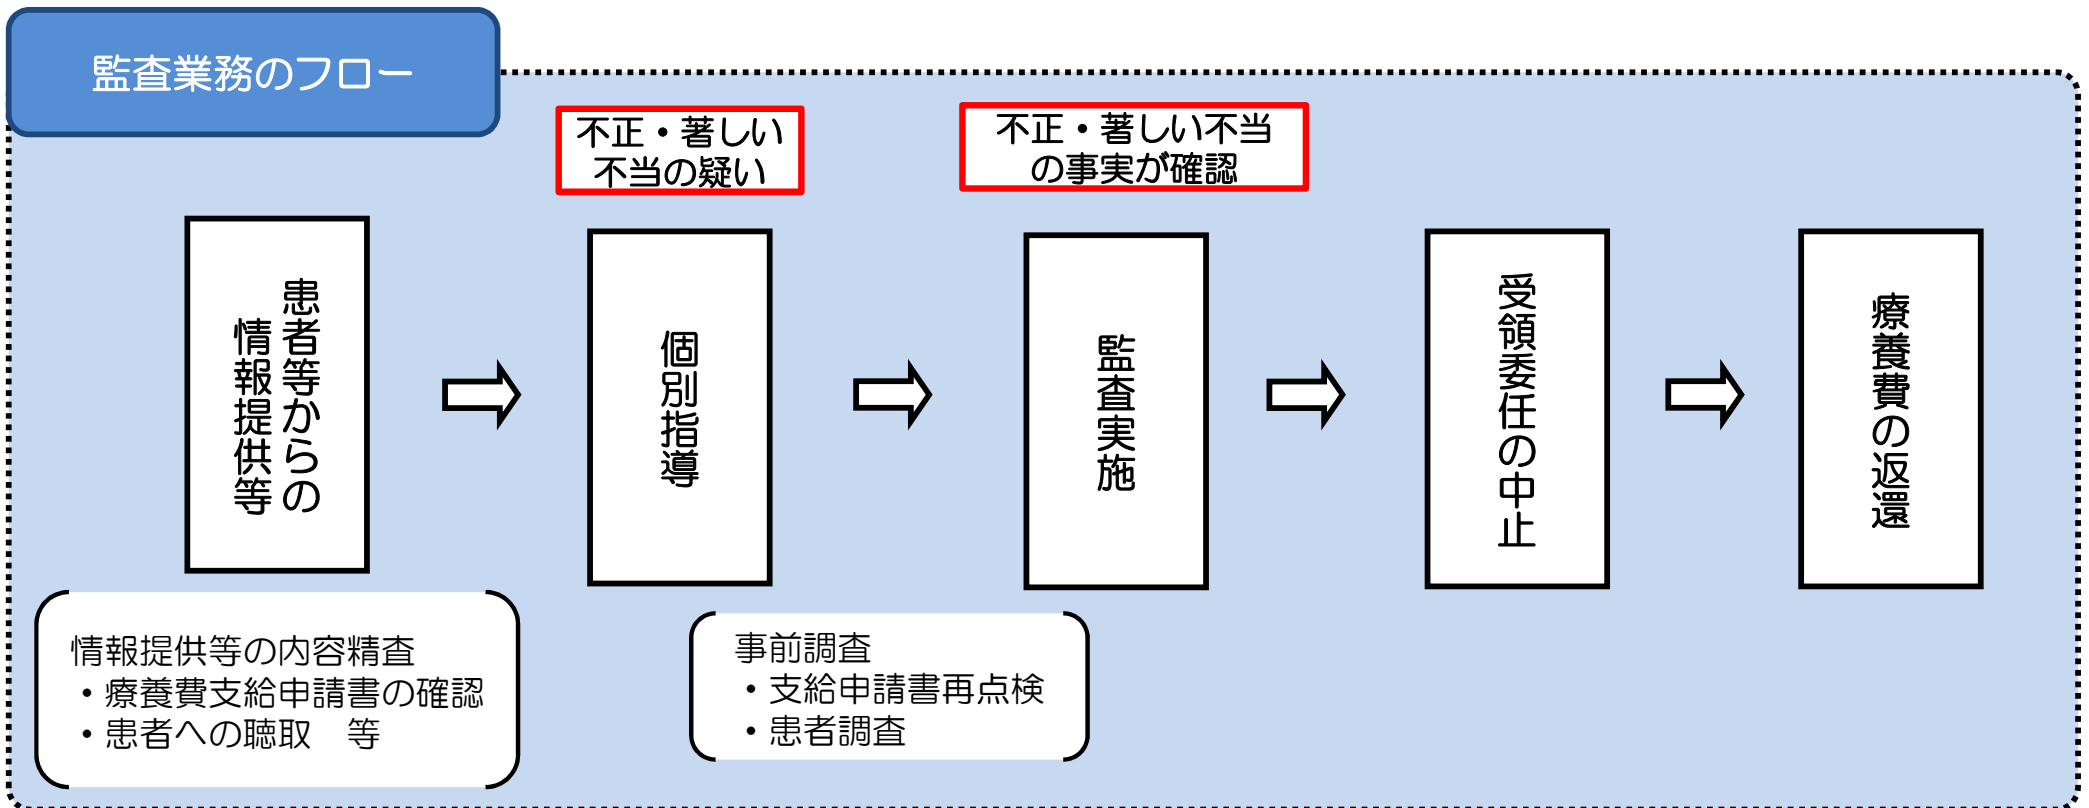 監査業務のフロー
不正・著しい
不当の疑い
不正・著しい不当
の事実が確認
患者等からの
情報提供等
個別指導
監査実施
受領委任の中止
療養費の返還
情報提供等の内容精査
・療養費支給申請書の確認
・患者への聴取　等
事前調査
・支給申請書再点検
・患者調査